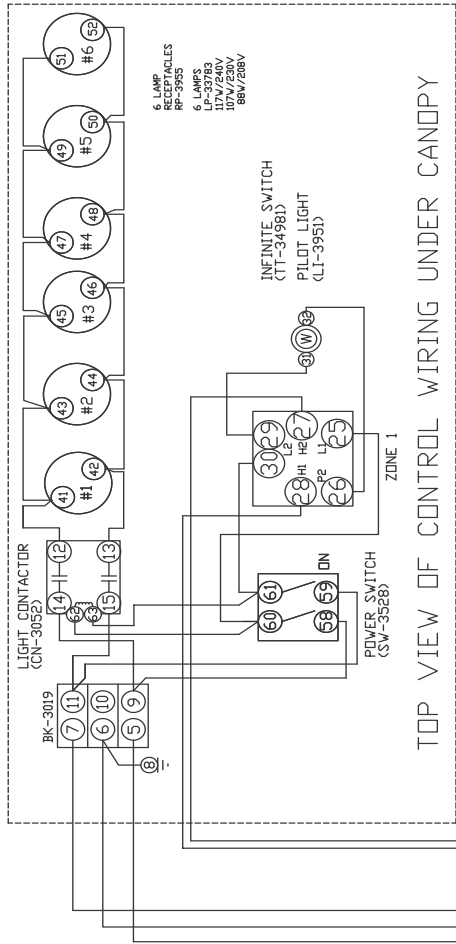 LIGHT CONTACTOR
(CN-3052)
BK-3019
7
11
6
10
5
9
8
14
12
62
63
15
13
41
#1
42
43
#2
44
45
#3
46
47
#4
48
49
#5
50
51
#6
52
6 LAMP
RECEPTACLES
RP-3955
6 LAMPS
LP-33783
117W/240V
107W/230V
88W/208V
60
61
58
59
ON
POWER SWITCH
(SW-3528)
28
H1
30
29
L2
H2
27
26
P2
L1
25
ZONE 1
31
W
32
INFINITE SWITCH
(TT-34981)
PILOT LIGHT
(LI-3951)
TOP VIEW OF CONTROL WIRING UNDER CANOPY